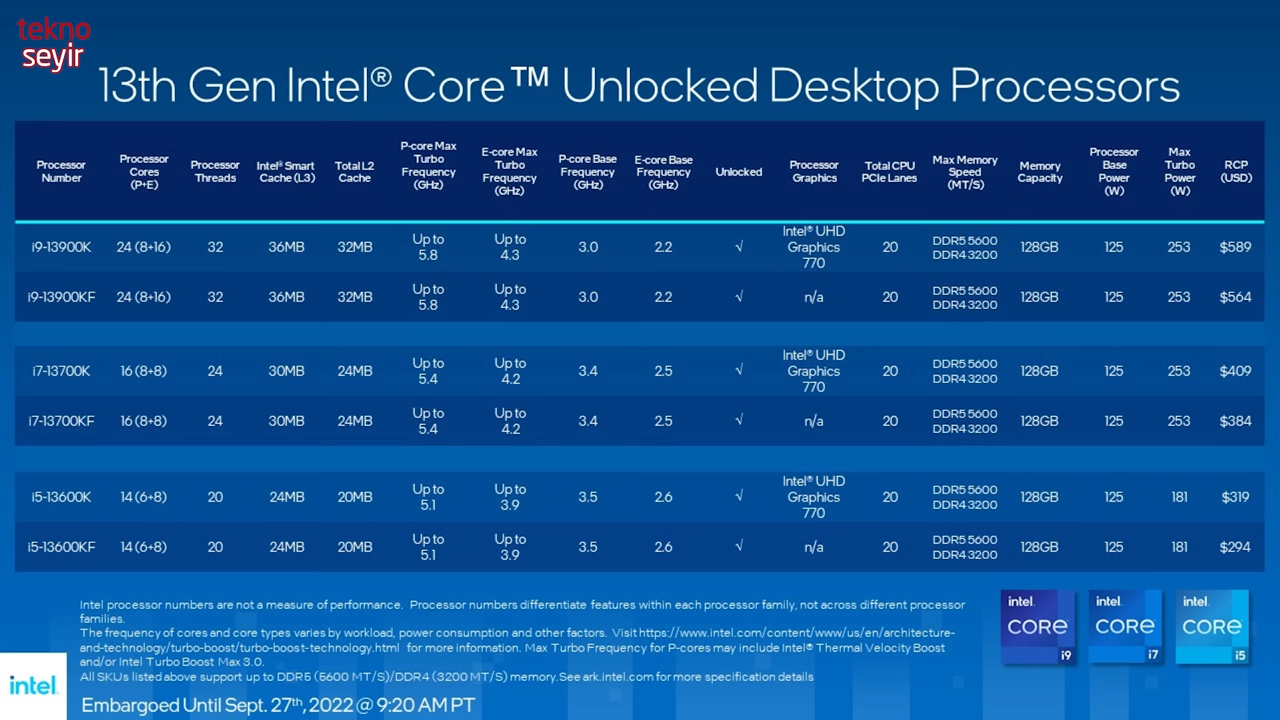 tekno
seyir
13th Gen Intel® Core™ Unlocked Desktop Processors
Processor Number | Processor Cores (P+E) | Processor Threads | Intel® Smart Cache (L3) | Total L2 Cache | P-core Max Turbo Frequency (GHz) | E-core Max Turbo Frequency (GHz) | P-core Base Frequency (GHz) | E-core Base Frequency (GHz) | Unlocked | Processor Graphics | Total CPU PCIe Lanes | Max Memory Speed (MT/S) | Memory Capacity | Processor Base Power (W) | Max Turbo Power (W) | RCP (USD)
i9-13900K | 24 (8+16) | 32 | 36MB | 32MB | Up to 5.8 | Up to 4.3 | 3.0 | 2.2 | √ | Intel® UHD Graphics 770 | 20 | DDR5 5600 DDR4 3200 | 128GB | 125 | 253 | $589
i9-13900KF | 24 (8+16) | 32 | 36MB | 32MB | Up to 5.8 | Up to 4.3 | 3.0 | 2.2 | √ | n/a | 20 | DDR5 5600 DDR4 3200 | 128GB | 125 | 253 | $564
i7-13700K | 16 (8+8) | 24 | 30MB | 24MB | Up to 5.4 | Up to 4.2 | 3.4 | 2.5 | √ | Intel® UHD Graphics 770 | 20 | DDR5 5600 DDR4 3200 | 128GB | 125 | 253 | $409
i7-13700KF | 16 (8+8) | 24 | 30MB | 24MB | Up to 5.4 | Up to 4.2 | 3.4 | 2.5 | √ | n/a | 20 | DDR5 5600 DDR4 3200 | 128GB | 125 | 253 | $384
i5-13600K | 14 (6+8) | 20 | 24MB | 20MB | Up to 5.1 | Up to 3.9 | 3.5 | 2.6 | √ | Intel® UHD Graphics 770 | 20 | DDR5 5600 DDR4 3200 | 128GB | 125 | 181 | $319
i5-13600KF | 14 (6+8) | 20 | 24MB | 20MB | Up to 5.1 | Up to 3.9 | 3.5 | 2.6 | √ | n/a | 20 | DDR5 5600 DDR4 3200 | 128GB | 125 | 181 | $294
Intel processor numbers are not a measure of performance. Processor numbers differentiate features within each processor family, not across different processor
families.
The frequency of cores and core types varies by workload, power consumption and other factors. Visit https://www.intel.com/content/www/us/en/architecture-
and-technology/turbo-boost/turbo-boost-technology.html for more information. Max Turbo Frequency for P-cores may include Intel® Thermal Velocity Boost
and/or Intel Turbo Boost Max 3.0.
All SKUs listed above support up to DDR5 (5600 MT/S)/DDR4 (3200 MT/S) memory. See ark.intel.com for more specification details
intel. CORE i9
intel. CORE i7
intel. CORE i5
intel.
Embargoed Until Sept. 27th, 2022 @ 9:20 AM PT